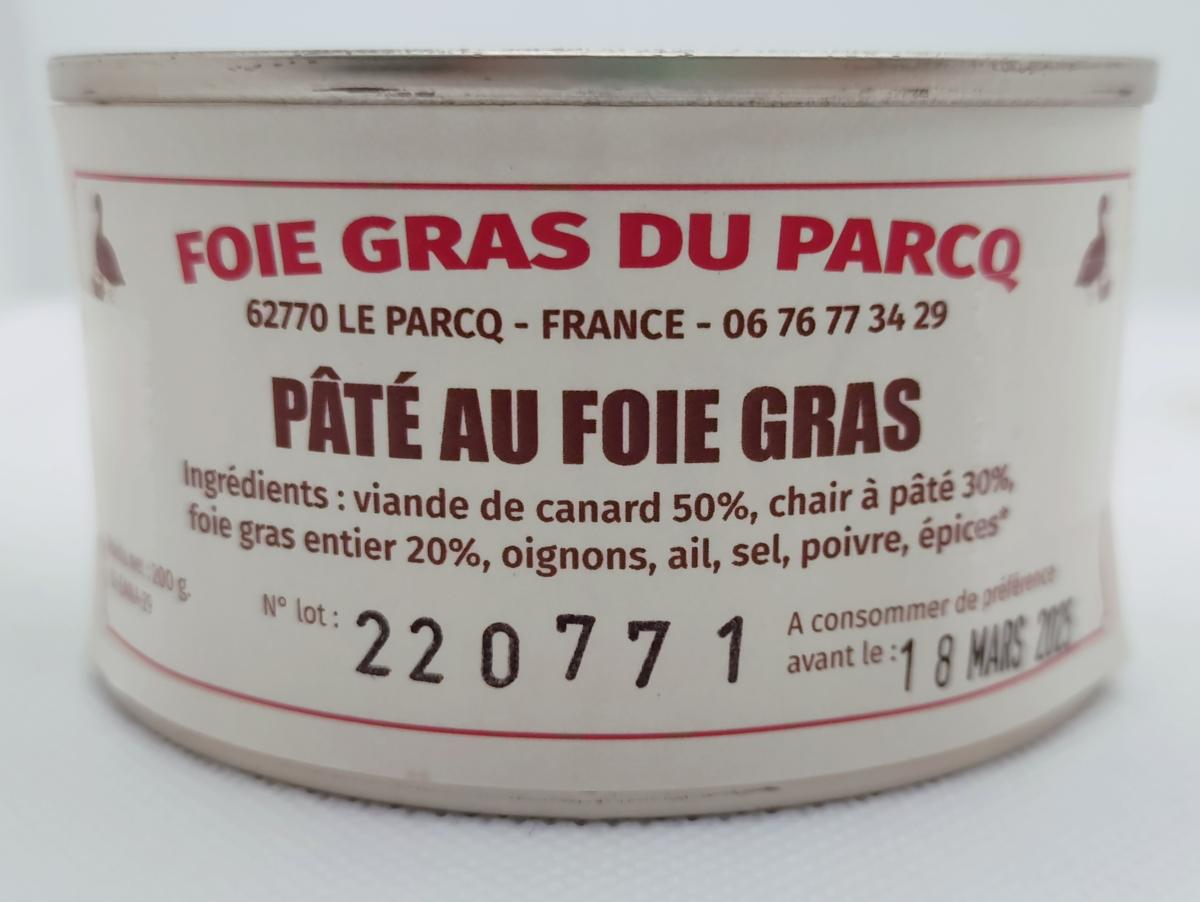 FOIE GRAS DU PARCQ
62770 LE PARCQ - FRANCE - 06 76 77 34 29
PÂTÉ AU FOIE GRAS
Ingrédients : viande de canard 50%, chair à pâté 30%,
foie gras entier 20%, oignons, ail, sel, poivre, épices*
200 g.
N° lot : 220771
A consommer de préférence
avant le : 18 MARS 2025